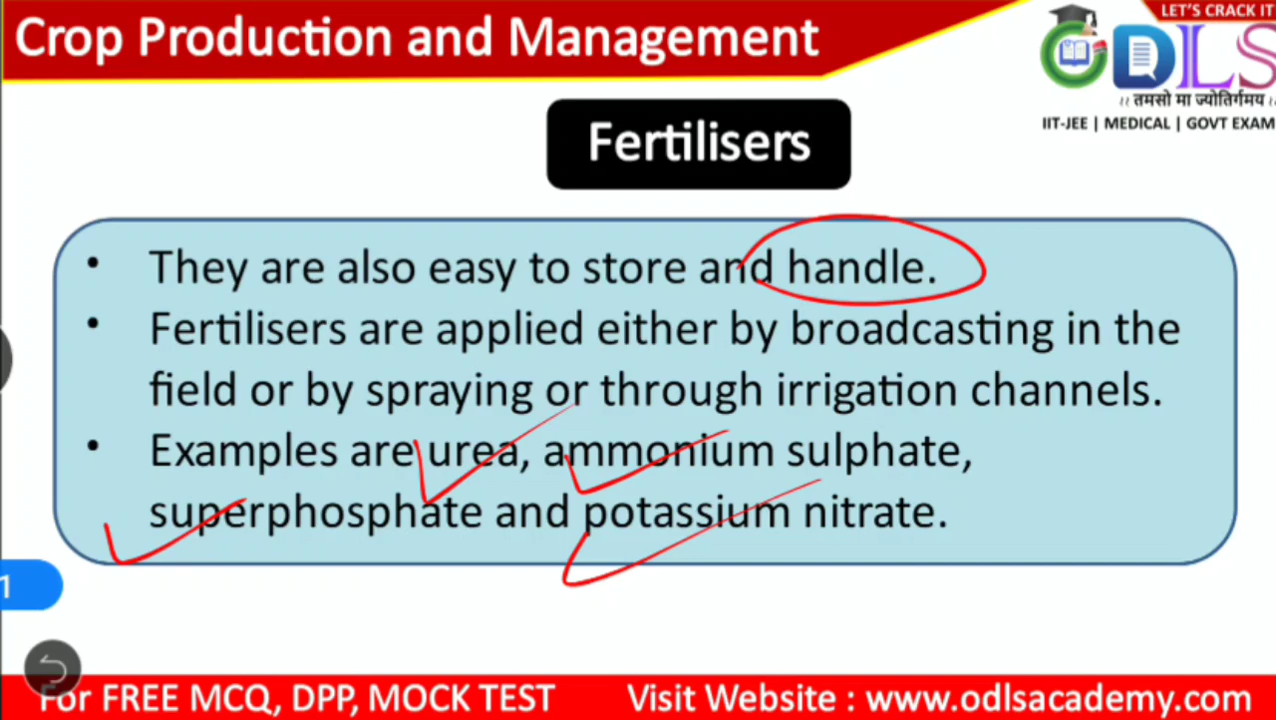 Crop Production and Management
LET'S CRACK IT
DLS
।। तमसो मा ज्योतिर्गमय ।।
IIT-JEE | MEDICAL | GOVT EXAM
Fertilisers
• They are also easy to store and handle.
• Fertilisers are applied either by broadcasting in the
field or by spraying or through irrigation channels.
• Examples are urea, ammonium sulphate,
superphosphate and potassium nitrate.
1
For FREE MCQ, DPP, MOCK TEST Visit Website : www.odlsacademy.com